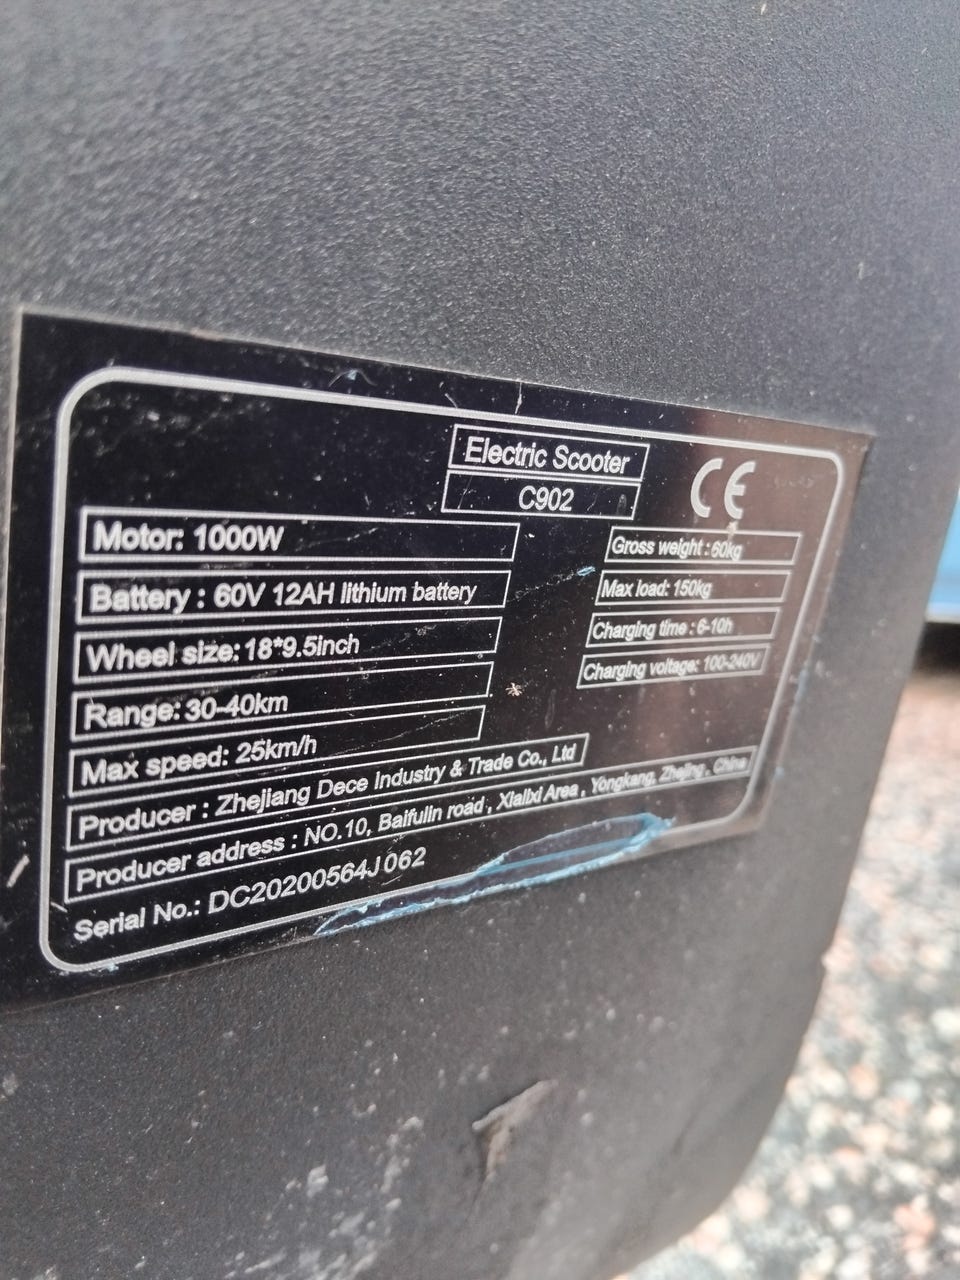 Electric Scooter
C902
CE
Motor: 1000W
Battery : 60V 12AH lithium battery
Wheel size: 18*9.5inch
Range: 30-40km
Max speed: 25km/h
Gross weight : 60kg
Max load: 150kg
Charging time : 6-10h
Charging voltage: 100-240V
Producer : Zhejiang Dece Industry & Trade Co., Ltd
Producer address : NO.10, Baifulin road , Xialixi Area , Yongkang, Zhejing , China
Serial No.: DC20200564J062